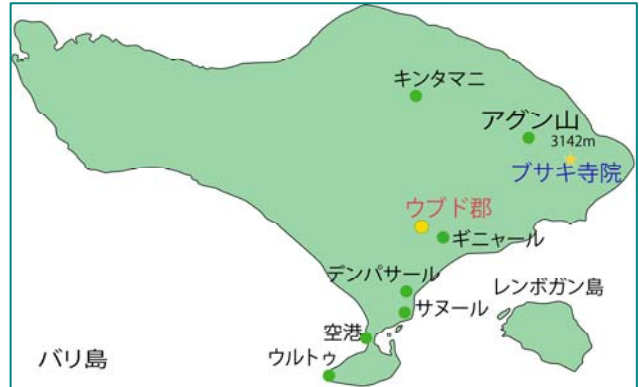 キンタマニ
アグン山
3142m
ブサキ寺院
ウブド郡
ギニャール
デンパサール
レンボガン島
サヌール
空港
ウルトゥ
バリ島